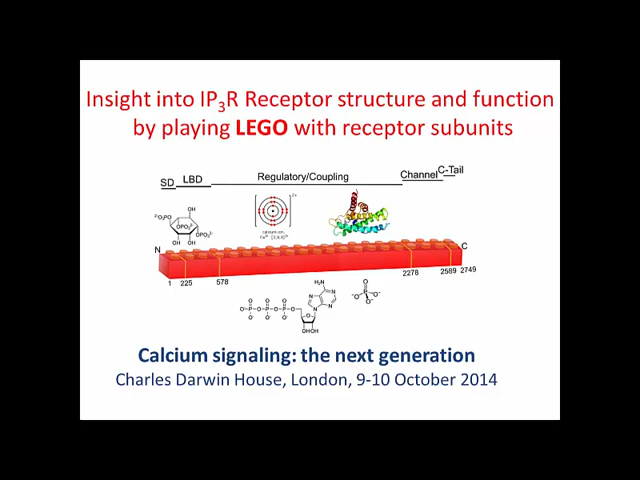 Insight into IP3R Receptor structure and function
by playing LEGO with receptor subunits
SD LBD Regulatory/Coupling Channel C-Tail
N C
1 225 578 2278 2589 2749
Calcium signaling: the next generation
Charles Darwin House, London, 9-10 October 2014